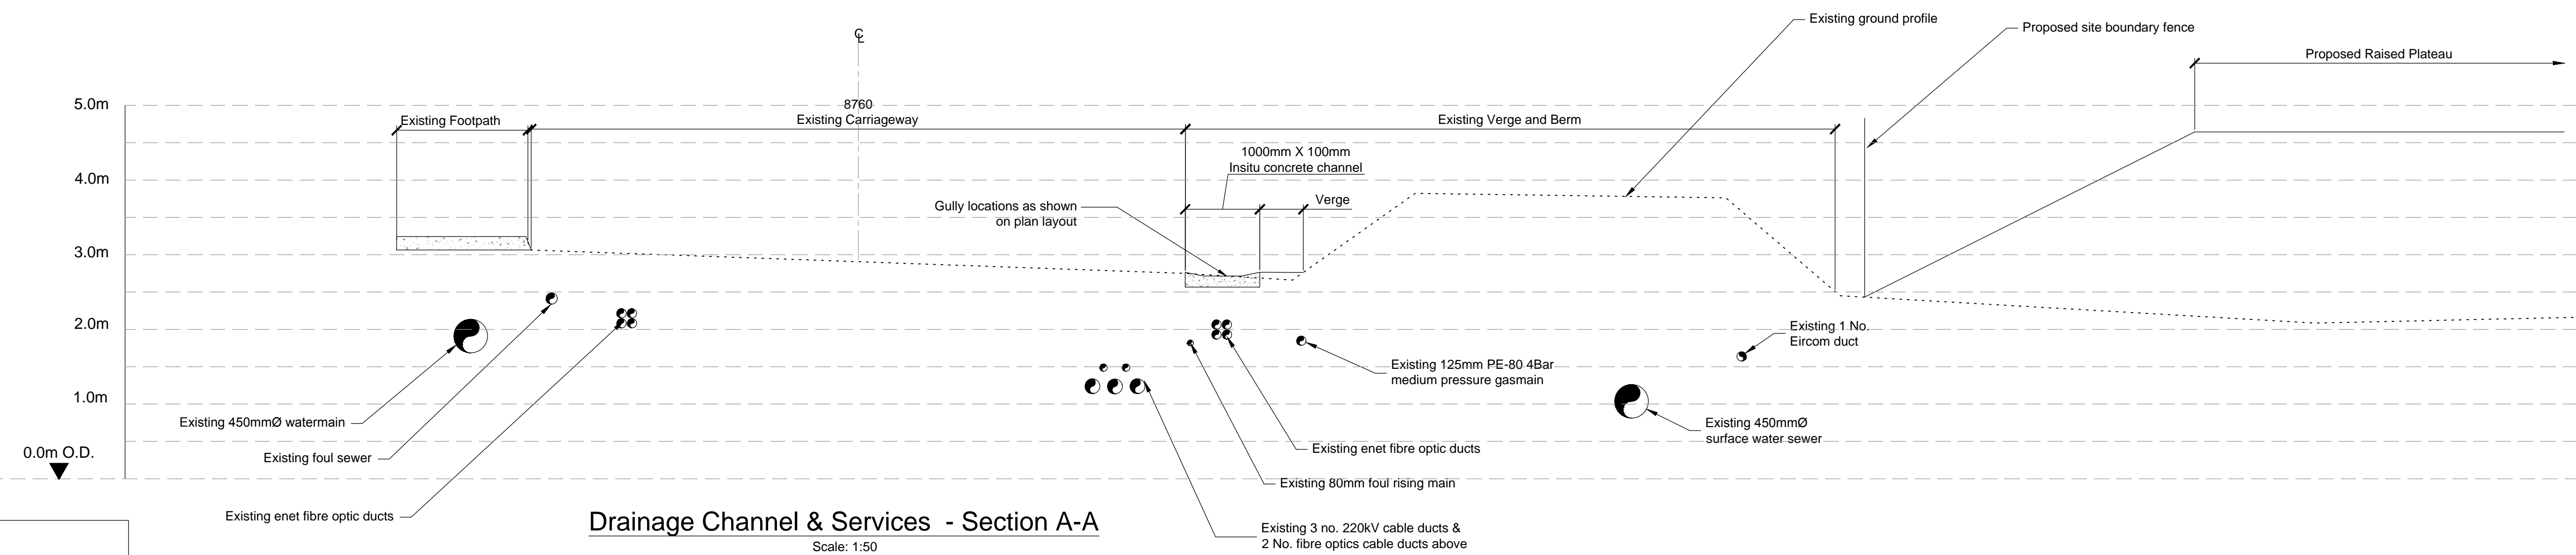 Existing ground profile
Proposed site boundary fence
℄
Proposed Raised Plateau
5.0m
8760
Existing Footpath
Existing Carriageway
Existing Verge and Berm
1000mm X 100mm
Insitu concrete channel
4.0m
Verge
Gully locations as shown
on plan layout
3.0m
2.0m
Existing 1 No.
Eircom duct
Existing 125mm PE-80 4Bar
medium pressure gasmain
1.0m
Existing 450mmØ watermain
Existing 450mmØ
surface water sewer
0.0m O.D.
Existing foul sewer
Existing enet fibre optic ducts
Existing 80mm foul rising main
Existing enet fibre optic ducts
Drainage Channel & Services - Section A-A
Scale: 1:50
Existing 3 no. 220kV cable ducts &
2 No. fibre optics cable ducts above